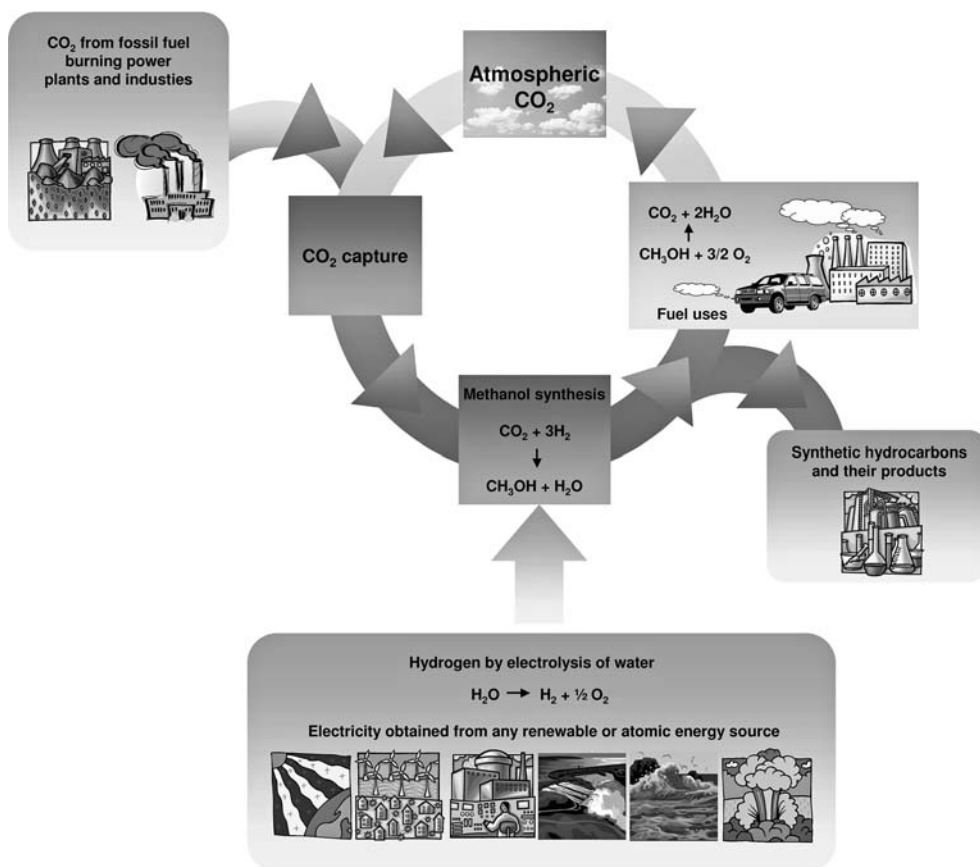 CO₂ from fossil fuel
burning power
plants and industies
Atmospheric
CO₂
CO₂ capture
CO₂ + 2H₂O
↑
CH₃OH + 3/2 O₂
Fuel uses
Methanol synthesis
CO₂ + 3H₂
↓
CH₃OH + H₂O
Synthetic hydrocarbons
and their products
Hydrogen by electrolysis of water
H₂O → H₂ + ½ O₂
Electricity obtained from any renewable or atomic energy source